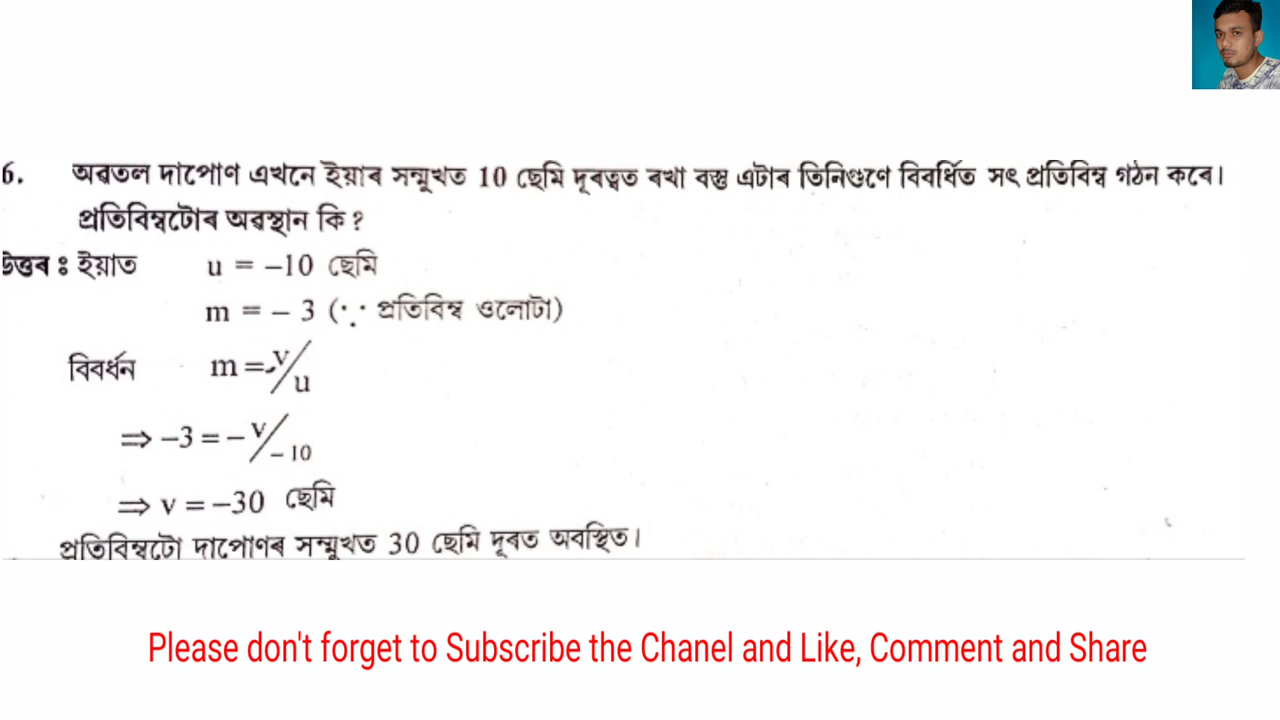 6. অৱতল দাপোণ এখনে ইয়াৰ সন্মুখত 10 ছেমি দূৰত্বত ৰখা বস্তু এটাৰ তিনিগুণে বিবৰ্ধিত সৎ প্ৰতিবিম্ব গঠন কৰে।
প্ৰতিবিম্বটোৰ অৱস্থান কি ?
উত্তৰ ঃ ইয়াত u = –10 ছেমি
m = – 3 (∵ প্ৰতিবিম্ব ওলোটা)
বিবৰ্ধন m = -v/u
⇒ –3 = – v/– 10
⇒ v = –30 ছেমি
প্ৰতিবিম্বটো দাপোণৰ সন্মুখত 30 ছেমি দূৰত অবস্থিত।
Please don't forget to Subscribe the Chanel and Like, Comment and Share